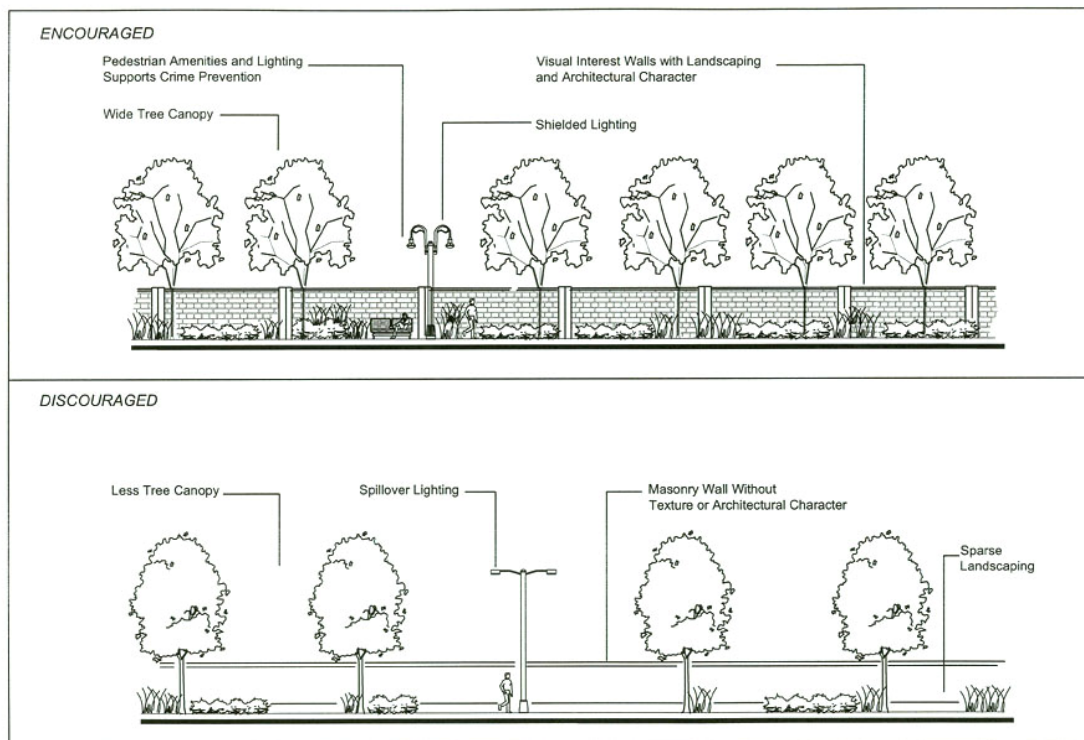 ENCOURAGED
Pedestrian Amenities and Lighting
Supports Crime Prevention
Visual Interest Walls with Landscaping
and Architectural Character
Wide Tree Canopy
Shielded Lighting
DISCOURAGED
Less Tree Canopy
Spillover Lighting
Masonry Wall Without
Texture or Architectural Character
Sparse
Landscaping